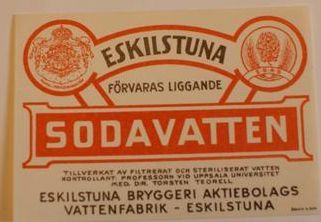 ESKILSTUNA
FÖRVARAS LIGGANDE
SODAVATTEN
TILLVERKAT AV FILTRERAT OCH STERILISERAT VATTEN
KONTROLLANT: PROFESSORN VID UPPSALA UNIVERSITET
MED. DR. TORSTEN TEORELL
ESKILSTUNA BRYGGERI AKTIEBOLAGS
VATTENFABRIK - ESKILSTUNA